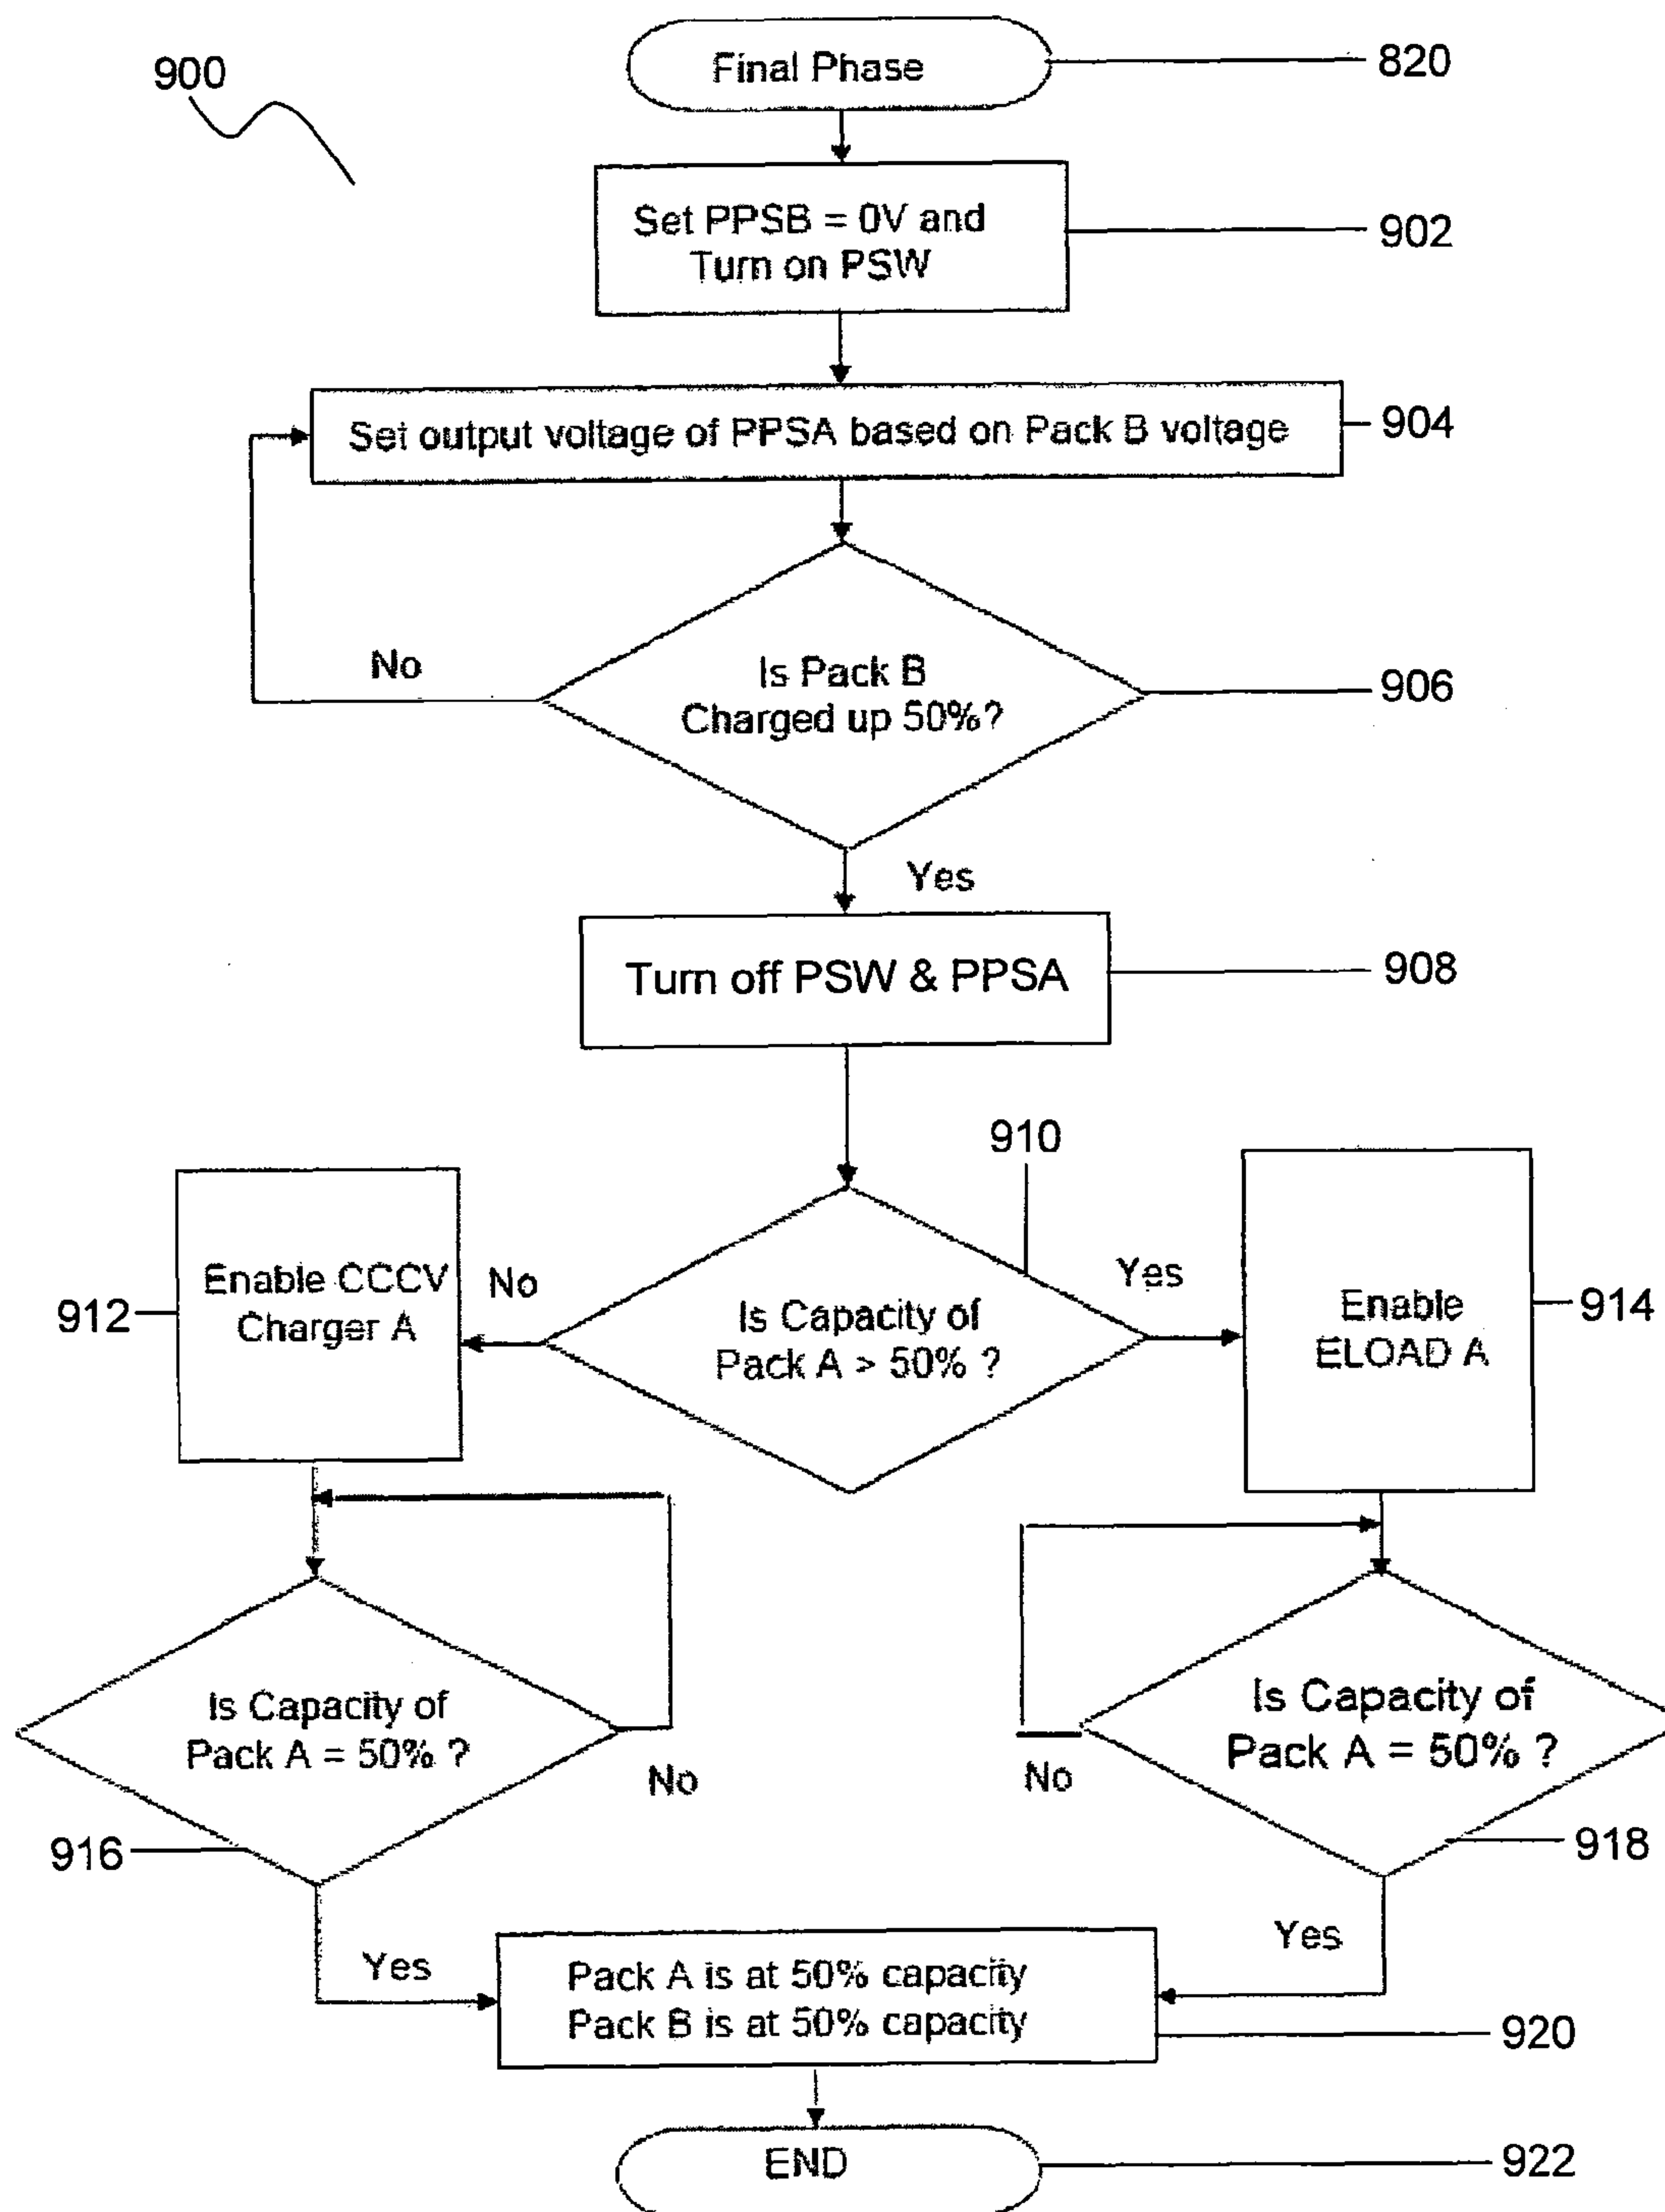 Final Phase
820
900
Set PPSB = 0V and
Turn on PSW
902
Set output voltage of PPSA based on Pack B voltage
904
No
Is Pack B
Charged up 50%?
906
Yes
Turn off PSW & PPSA
908
910
Enable CCCV
Charger A
912
No
Is Capacity of
Pack A > 50% ?
Yes
Enable
ELOAD A
914
Is Capacity of
Pack A = 50% ?
No
916
Is Capacity of
Pack A = 50% ?
No
918
Yes
Yes
Pack A is at 50% capacity
Pack B is at 50% capacity
920
END
922